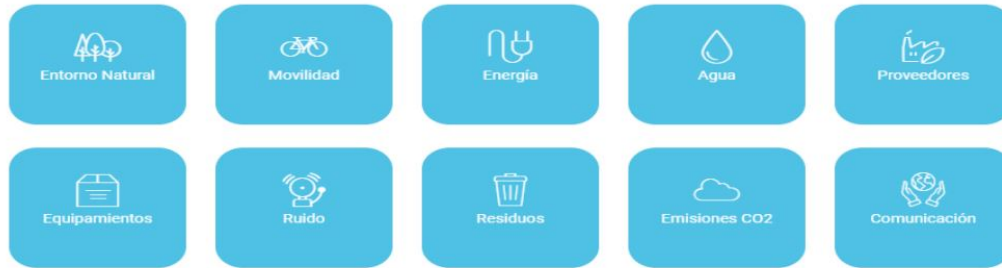 Entorno Natural
Movilidad
Energía
Agua
Proveedores
Equipamientos
Ruido
Residuos
Emisiones CO2
Comunicación